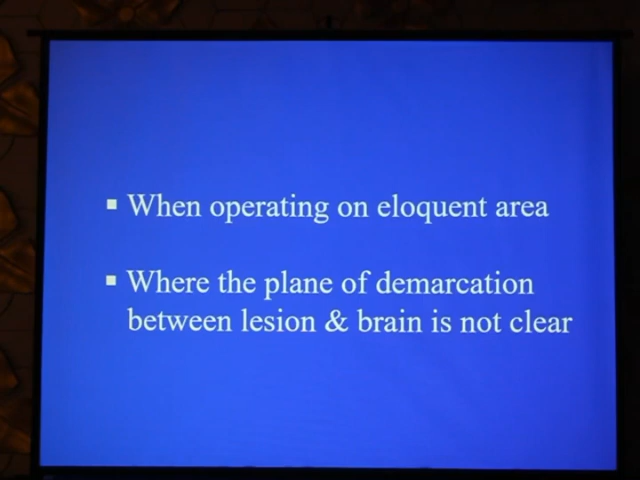 ▪ When operating on eloquent area
▪ Where the plane of demarcation
between lesion & brain is not clear